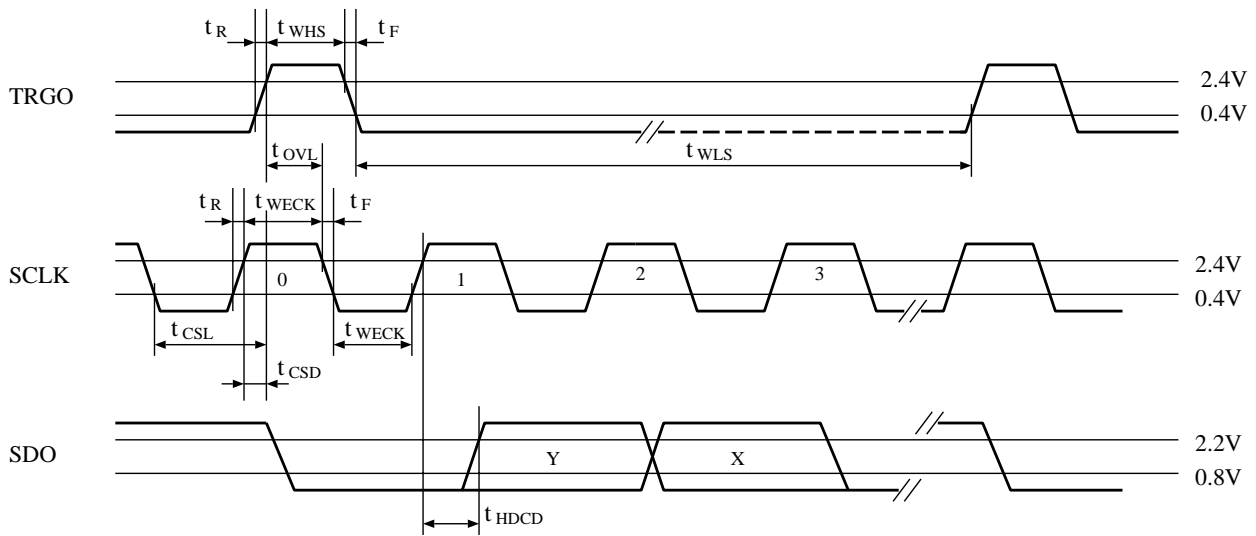 t R t WHS t F
TRGO
2.4V
0.4V
t OVL
t WLS
t R t WECK t F
SCLK
0 1 2 3
2.4V
0.4V
t CSL
t WECK
t CSD
SDO
Y X
2.2V
0.8V
t HDCD